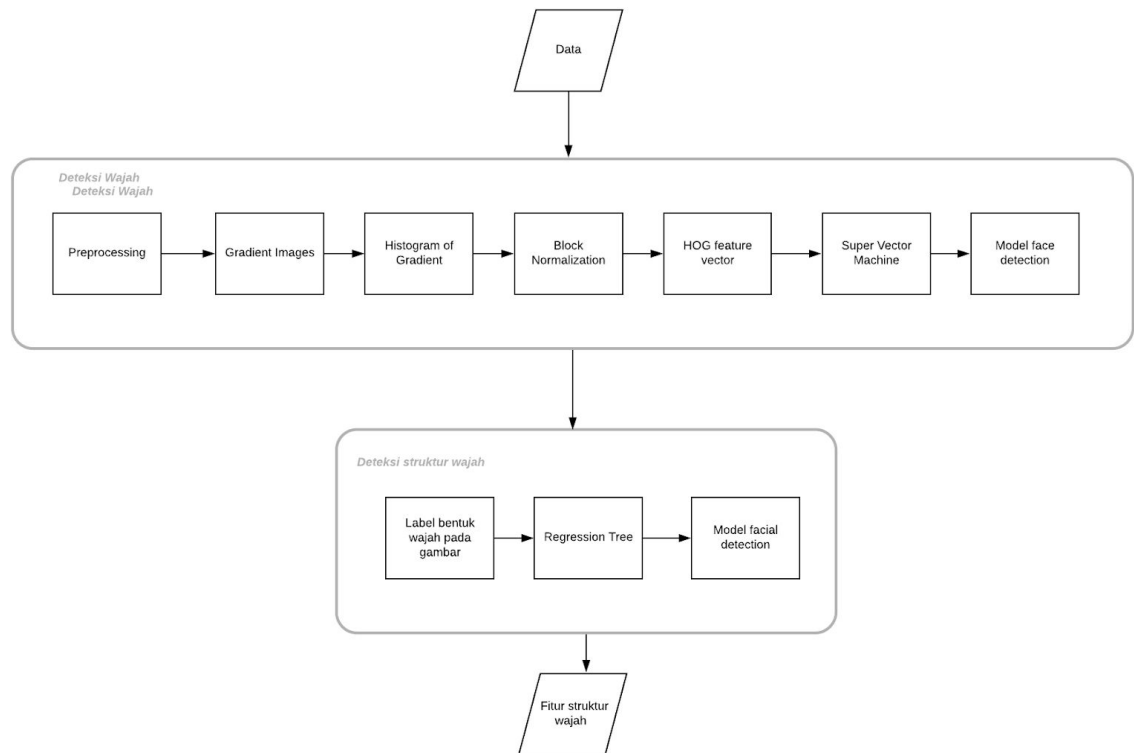 Data
Deteksi Wajah
Deteksi Wajah
Preprocessing
Gradient Images
Histogram of
Gradient
Block
Normalization
HOG feature
vector
Super Vector
Machine
Model face
detection
Deteksi struktur wajah
Label bentuk
wajah pada
gambar
Regression Tree
Model facial
detection
Fitur struktur
wajah